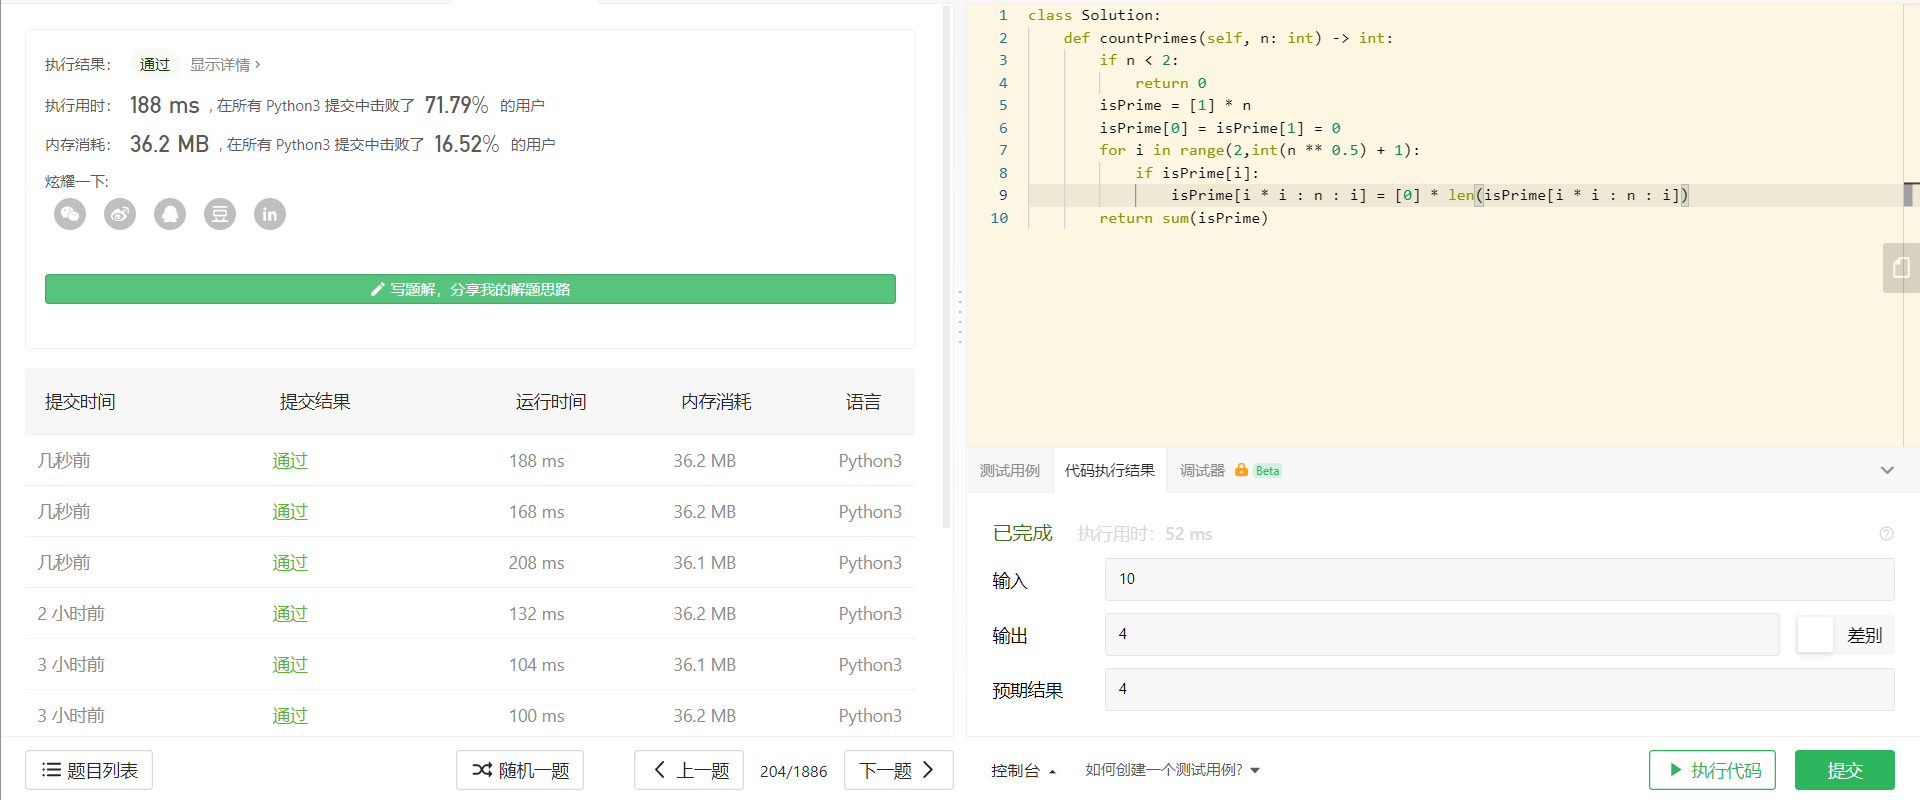 执行结果： 通过 显示详情 ›
执行用时： 188 ms , 在所有 Python3 提交中击败了 71.79% 的用户
内存消耗： 36.2 MB , 在所有 Python3 提交中击败了 16.52% 的用户
炫耀一下:
豆 in
写题解，分享我的解题思路
提交时间 提交结果 运行时间 内存消耗 语言
几秒前 通过 188 ms 36.2 MB Python3
几秒前 通过 168 ms 36.2 MB Python3
几秒前 通过 208 ms 36.1 MB Python3
2 小时前 通过 132 ms 36.2 MB Python3
3 小时前 通过 104 ms 36.1 MB Python3
3 小时前 通过 100 ms 36.2 MB Python3
题目列表 随机一题 上一题 204/1886 下一题
1 class Solution:
2 def countPrimes(self, n: int) -> int:
3 if n < 2:
4 return 0
5 isPrime = [1] * n
6 isPrime[0] = isPrime[1] = 0
7 for i in range(2,int(n ** 0.5) + 1):
8 if isPrime[i]:
9 isPrime[i * i : n : i] = [0] * len(isPrime[i * i : n : i])
10 return sum(isPrime)
测试用例 代码执行结果 调试器 Beta
已完成 执行用时：52 ms
输入 10
输出 4 差别
预期结果 4
控制台 如何创建一个测试用例? 执行代码 提交